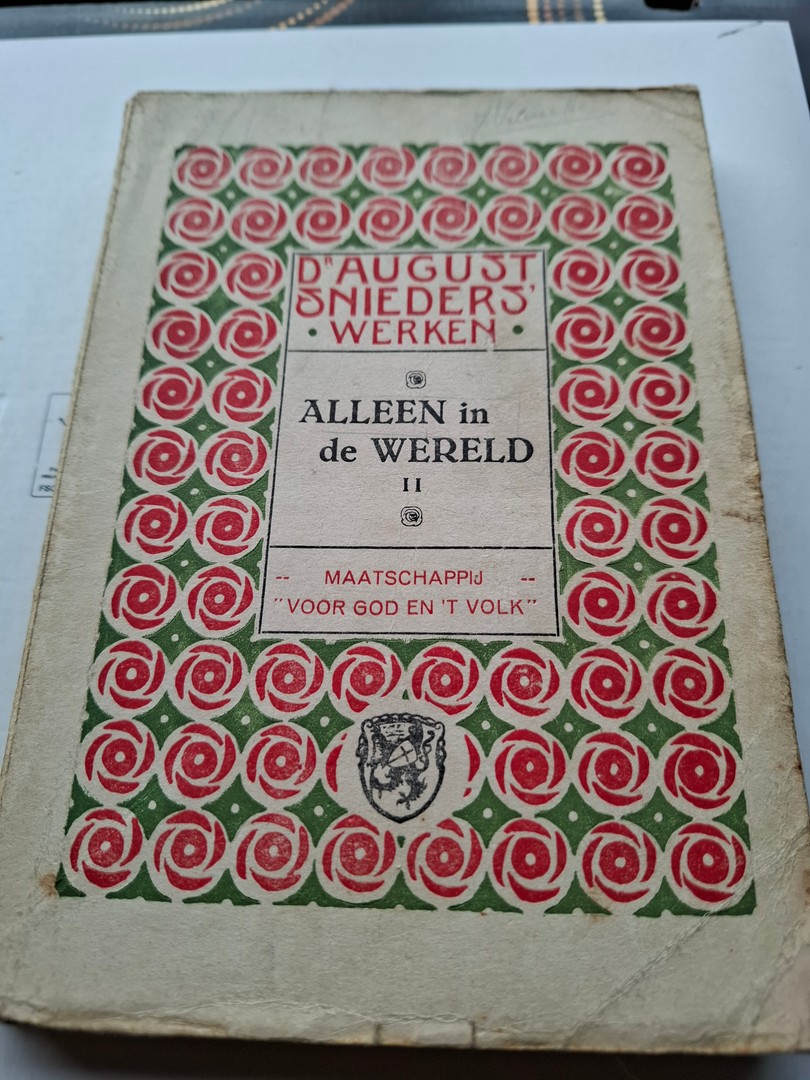 DR AUGUST
SNIEDERS'
• WERKEN •
ALLEEN in
de WERELD
II
-- MAATSCHAPPIJ --
"VOOR GOD EN 'T VOLK"